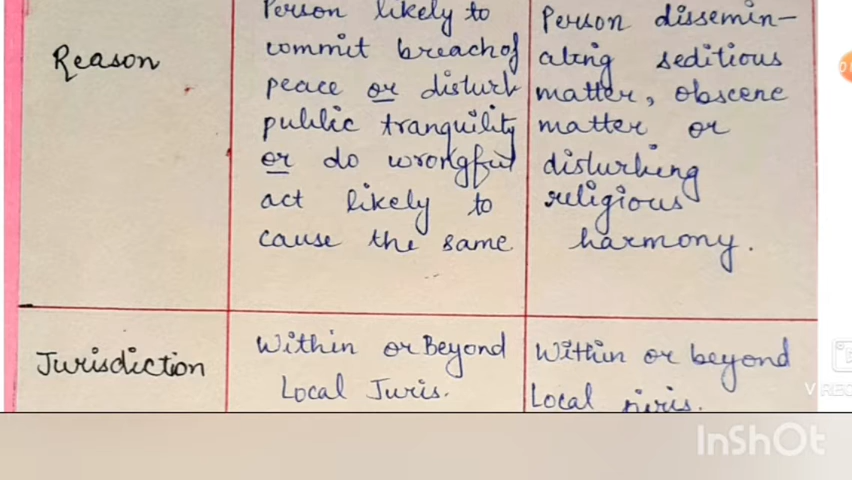 Reason
Person likely to
commit breach of
peace or disturb
public tranquility
or do wrongful
act likely to
cause the same
Person dissemin-
ating seditious
matter, obscene
matter or
disturbing
religious
harmony.
Jurisdiction
Within or Beyond
Local Juris.
Within or beyond
Local juris.
InShOt